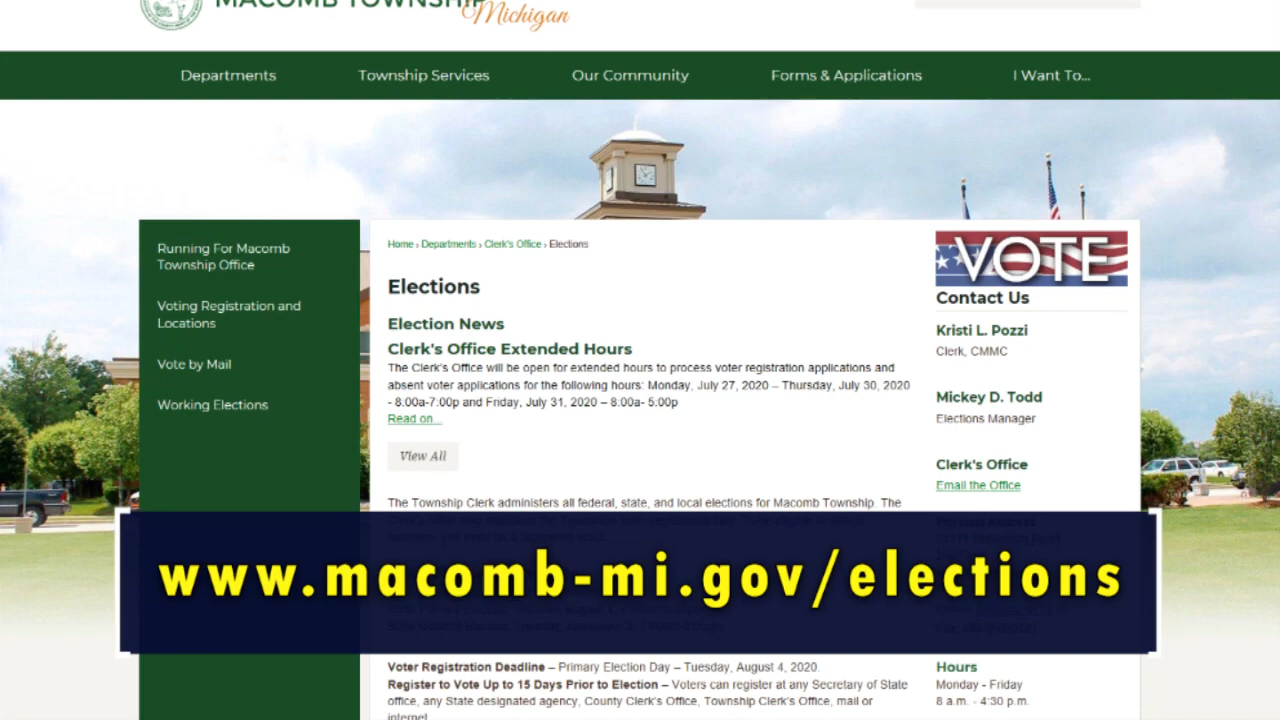 MACOMB TOWNSHIP
Michigan
Departments
Township Services
Our Community
Forms & Applications
I Want To...
Running For Macomb
Township Office
Voting Registration and
Locations
Vote by Mail
Working Elections
Home › Departments › Clerk's Office › Elections
Elections
Election News
Clerk's Office Extended Hours
The Clerk's Office will be open for extended hours to process voter registration applications and
absent voter applications for the following hours: Monday, July 27, 2020 – Thursday, July 30, 2020
- 8:00a-7:00p and Friday, July 31, 2020 – 8:00a- 5:00p
Read on...
View All
The Township Clerk administers all federal, state, and local elections for Macomb Township. The
VOTE
Contact Us
Kristi L. Pozzi
Clerk, CMMC
Mickey D. Todd
Elections Manager
Clerk's Office
Email the Office
www.macomb-mi.gov/elections
Voter Registration Deadline – Primary Election Day – Tuesday, August 4, 2020.
Register to Vote Up to 15 Days Prior to Election – Voters can register at any Secretary of State
office, any State designated agency, County Clerk's Office, Township Clerk's Office, mail or
internet
Hours
Monday - Friday
8 a.m. - 4:30 p.m.